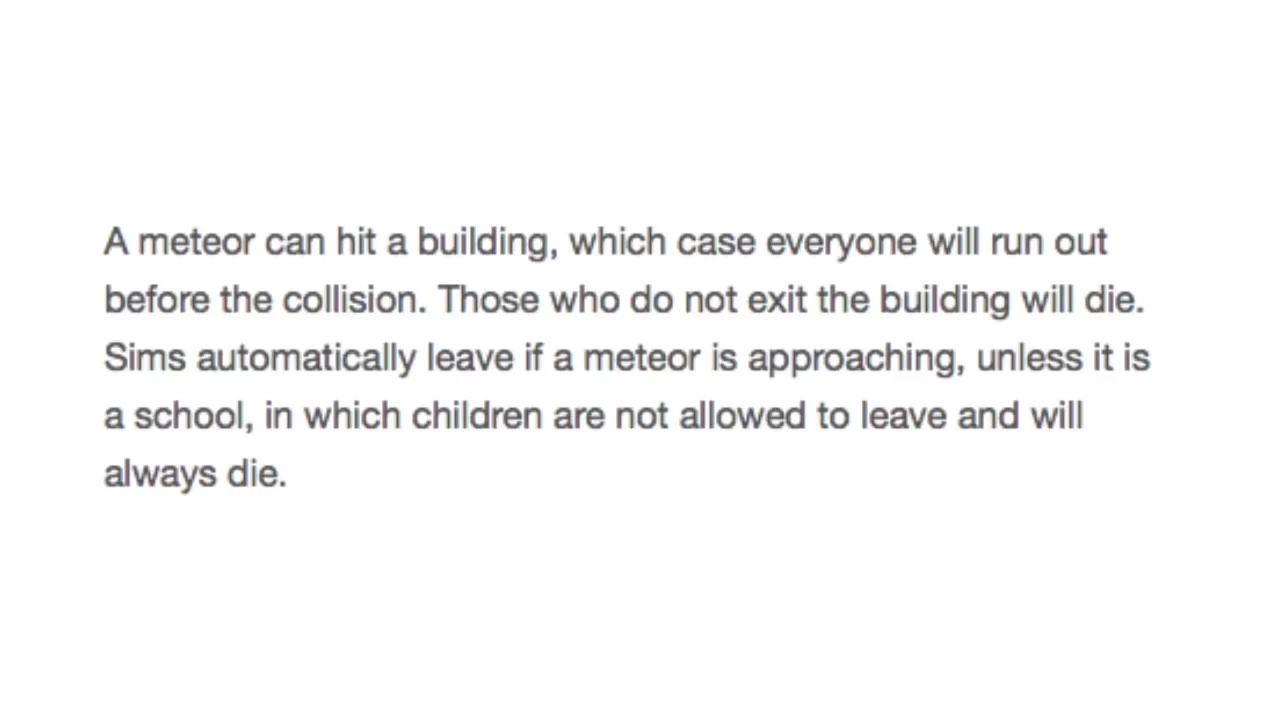 A meteor can hit a building, which case everyone will run out
before the collision. Those who do not exit the building will die.
Sims automatically leave if a meteor is approaching, unless it is
a school, in which children are not allowed to leave and will
always die.